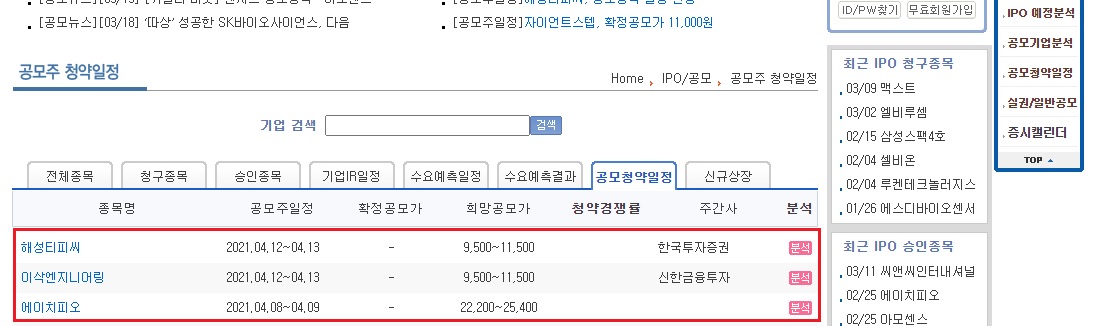 [공모뉴스][03/18] '따상' 성공한 SK바이오사이언스, 다음
[공모주일정]자이언트스텝, 확정공모가 11,000원
ID/PW찾기 무료회원가입
공모주 청약일정
Home , IPO/공모 , 공모주 청약일정
기업 검색 검색
전체종목 청구종목 승인종목 기업IR일정 수요예측일정 수요예측결과 공모청약일정 신규상장
종목명 공모주일정 확정공모가 희망공모가 청약경쟁률 주간사 분석
해성티피씨 2021.04.12~04.13 - 9,500~11,500 한국투자증권 분석
이삭엔지니어링 2021.04.12~04.13 - 9,500~11,500 신한금융투자 분석
에이치피오 2021.04.08~04.09 - 22,200~25,400 분석
최근 IPO 청구종목
03/09 맥스트
03/02 엘비루셈
02/15 삼성스팩4호
02/04 셀비온
02/04 루켄테크놀러지스
01/26 에스디바이오센서
최근 IPO 승인종목
03/11 씨앤씨인터내셔널
02/25 에이치피오
02/25 아모센스
IPO 예정분석
공모기업분석
공모청약일정
실권/일반공모
증시캘린더
TOP